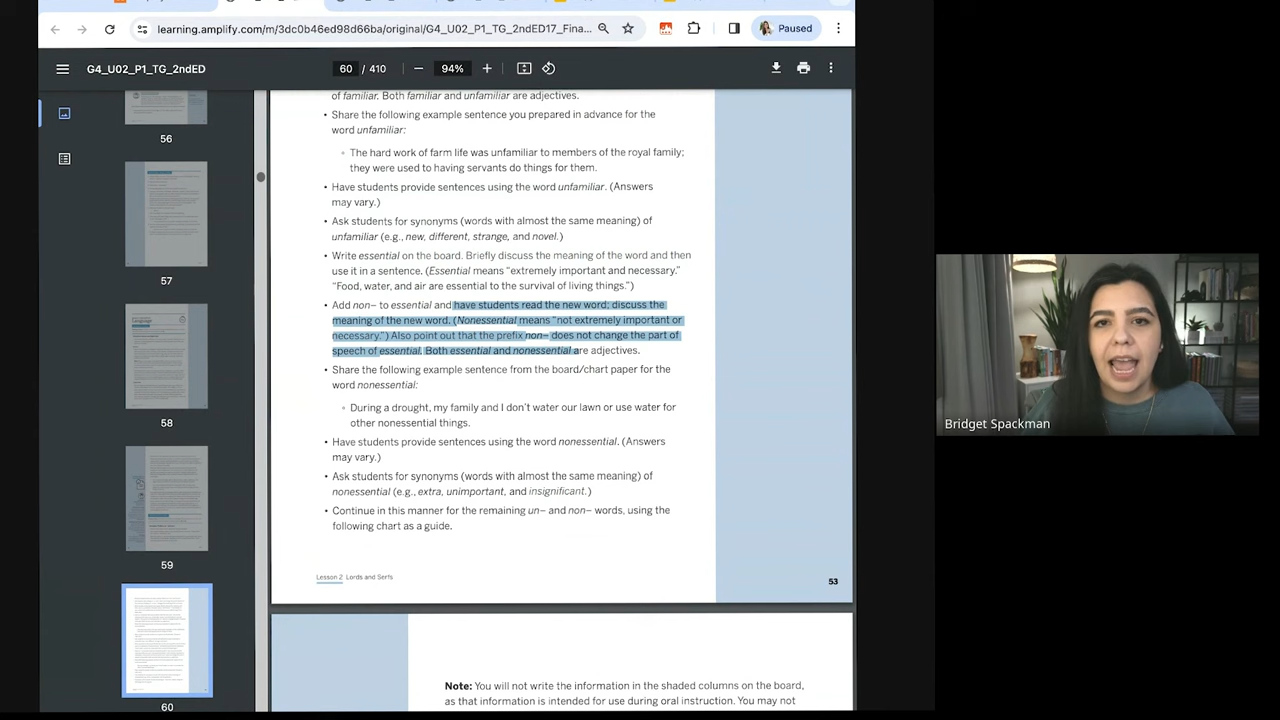 learning.amplify.com/m/3dc0b46ed98d66ba/original/G4_U02_P1_TG_2ndED17_Fina...
Paused
G4_U02_P1_TG_2ndED
60 / 410
94%
56
57
58
59
60
of familiar. Both familiar and unfamiliar are adjectives.
• Share the following example sentence you prepared in advance for the
word unfamiliar:
◦ The hard work of farm life was unfamiliar to members of the royal family;
they were used to having servants do things for them.
• Have students provide sentences using the word unfamiliar. (Answers
may vary.)
• Ask students for synonyms (words with almost the same meaning) of
unfamiliar (e.g., new, different, strange, and novel.)
• Write essential on the board. Briefly discuss the meaning of the word and then
use it in a sentence. (Essential means “extremely important and necessary.”
“Food, water, and air are essential to the survival of living things.”)
• Add non– to essential and have students read the new word; discuss the
meaning of the new word. (Nonessential means “not extremely important or
necessary.”) Also point out that the prefix non– does not change the part of
speech of essential. Both essential and nonessential are adjectives.
• Share the following example sentence from the board/chart paper for the
word nonessential:
◦ During a drought, my family and I don’t water our lawn or use water for
other nonessential things.
• Have students provide sentences using the word nonessential. (Answers
may vary.)
• Ask students for synonyms (words with almost the same meaning) of
nonessential (e.g., extra, unimportant, and insignificant.)
• Continue in this manner for the remaining un– and non– words, using the
following chart as a guide.
Lesson 2 Lords and Serfs
53
Note: You will not write the information in the shaded columns on the board,
as that information is intended for use during oral instruction. You may not
Bridget Spackman